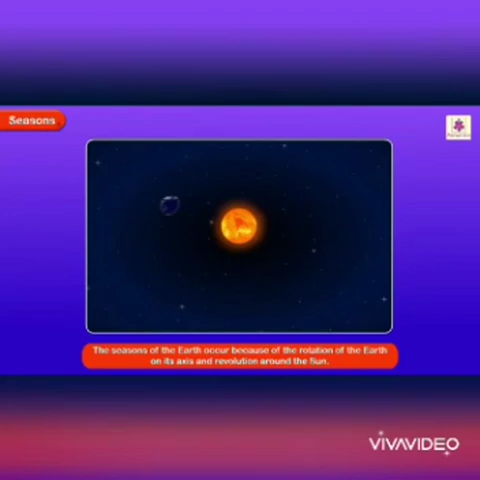 Seasons
The seasons of the Earth occur because of the rotation of the Earth
on its axis and revolution around the Sun.
VIVAVIDEO